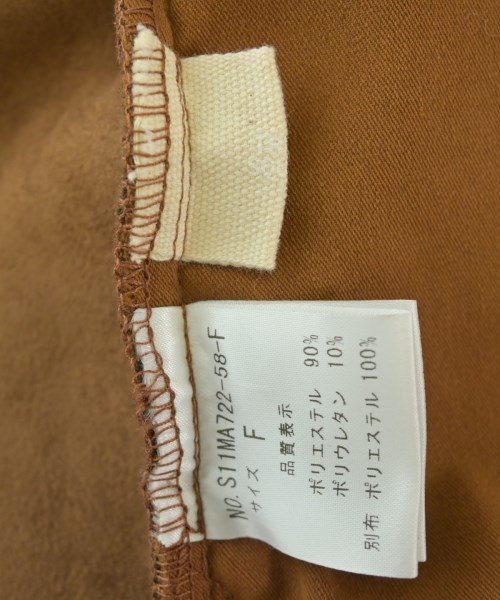 NO. S11MA722-58-F
サイズ F
品質表示
ポリエステル 90%
ポリウレタン 10%
別布 ポリエステル 100%